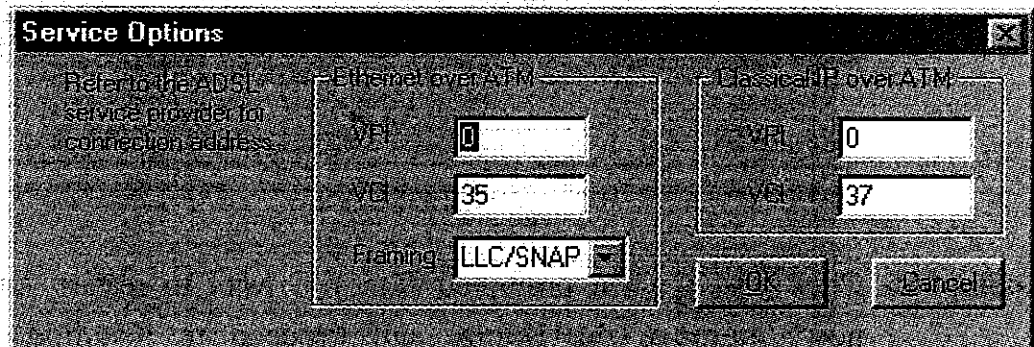 Service Options
Refer to the ADSL
service provider for
connection address.
Ethernet over ATM
VPI
0
VCI
35
Framing
LLC/SNAP
Classical IP over ATM
VPI
0
VCI
37
OK
Cancel